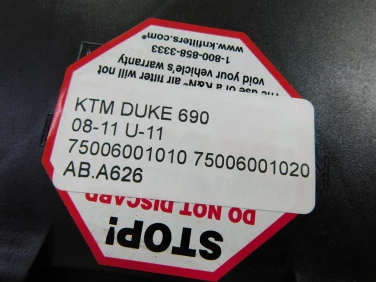 www.knfilters.com®
1-800-858-3333
void your vehicle's warranty
The use of a K&N® air filter will not
KTM DUKE 690
08-11 U-11
75006001010 75006001020
AB.A626
DO NOT DISCARD
STOP!